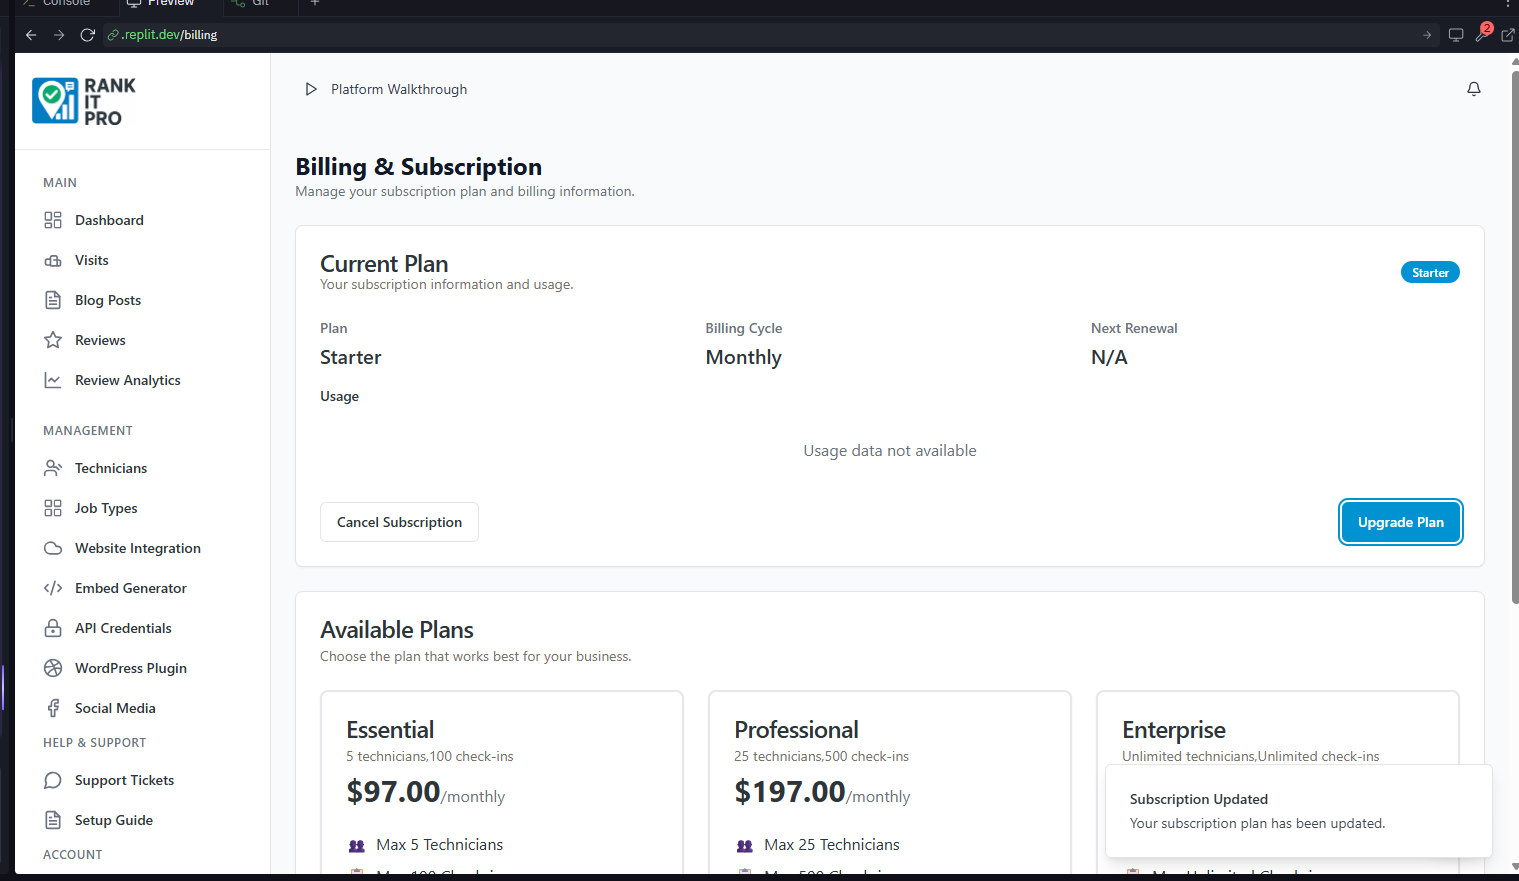 Console
Preview
Git
.replit.dev/billing
2
RANK
IT
PRO
Platform Walkthrough
MAIN
Dashboard
Visits
Blog Posts
Reviews
Review Analytics
MANAGEMENT
Technicians
Job Types
Website Integration
Embed Generator
API Credentials
WordPress Plugin
Social Media
HELP & SUPPORT
Support Tickets
Setup Guide
ACCOUNT
Billing & Subscription
Manage your subscription plan and billing information.
Current Plan
Your subscription information and usage.
Starter
Plan
Starter
Billing Cycle
Monthly
Next Renewal
N/A
Usage
Usage data not available
Cancel Subscription
Upgrade Plan
Available Plans
Choose the plan that works best for your business.
Essential
5 technicians,100 check-ins
$97.00/monthly
Max 5 Technicians
Professional
25 technicians,500 check-ins
$197.00/monthly
Max 25 Technicians
Enterprise
Unlimited technicians,Unlimited check-ins
Subscription Updated
Your subscription plan has been updated.